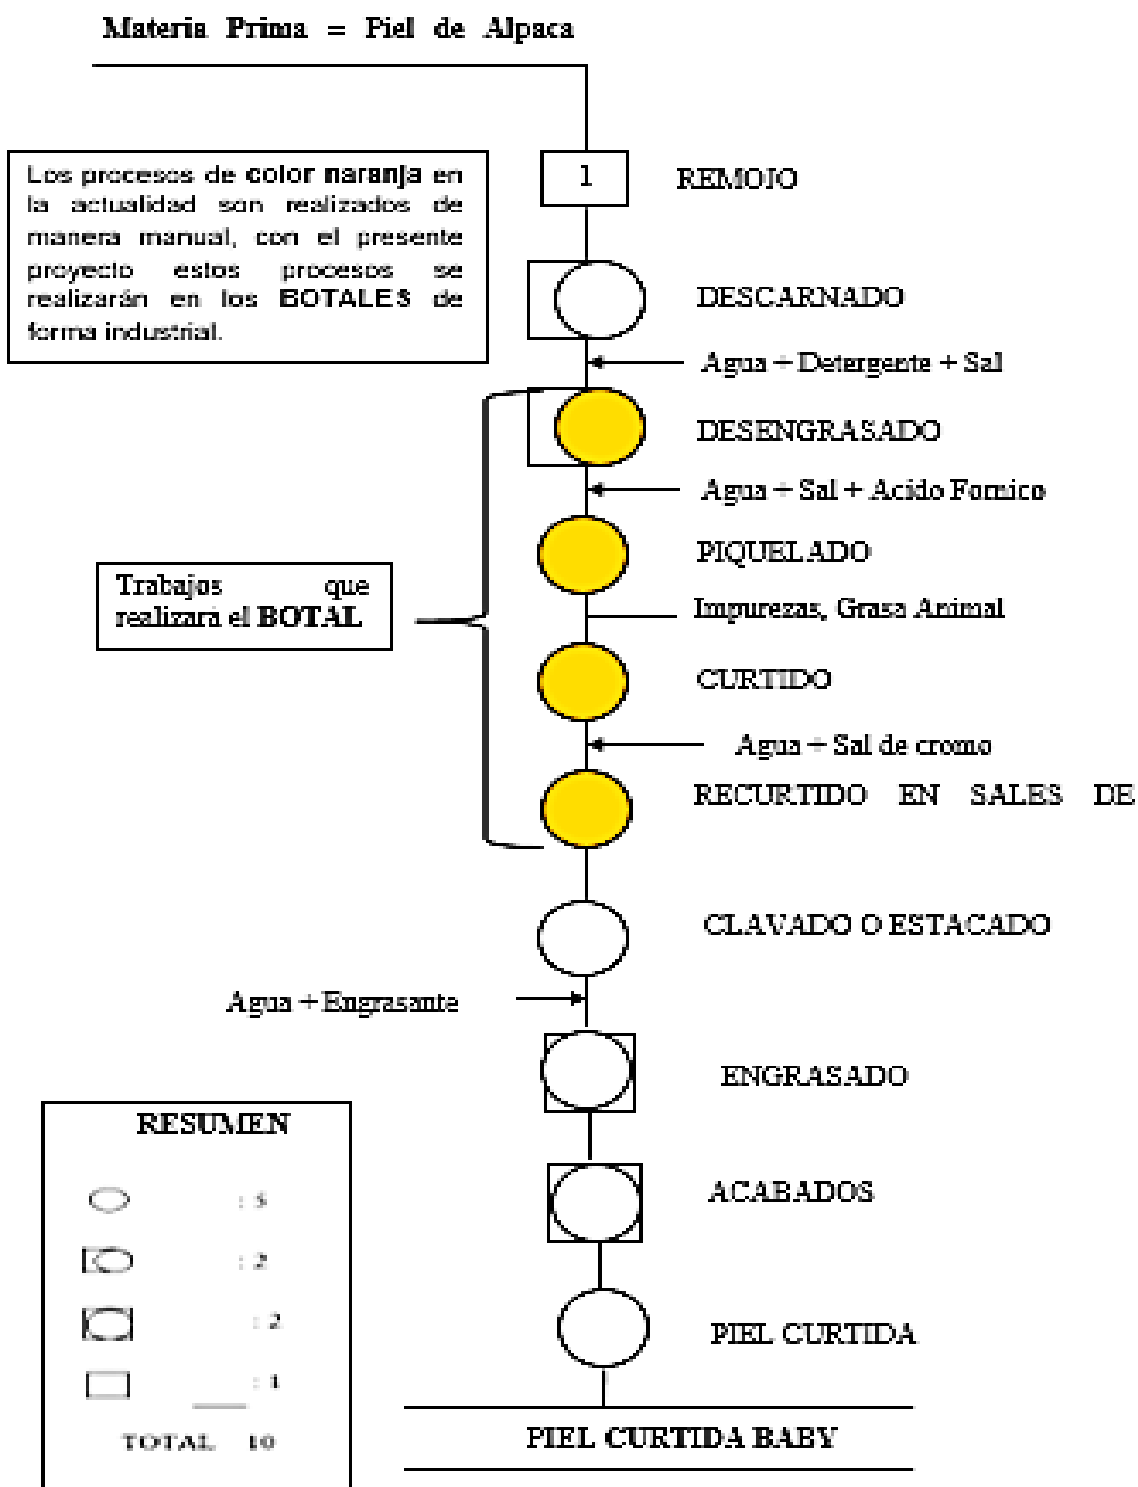 Materia Prima = Piel de Alpaca
Los procesos de color naranja en
la actualidad son realizados de
manera manual, con el presente
proyecto estos procesos se
realizarán en los BOTALES de
forma industrial.
1
REMOJO
DESCARNADO
Agua + Detergente + Sal
DESENGRASADO
Agua + Sal + Acido Fornico
PIQUELADO
Trabajos que
realizará el BOTAL
Impurezas, Grasa Animal
CURTIDO
Agua + Sal de cromo
RECURTIDO EN SALES DE
CLAVADO O ESTACADO
Agua + Engrasante
ENGRASADO
ACABADOS
PIEL CURTIDA
PIEL CURTIDA BABY
RESUMEN
: 5
: 2
: 2
: 1
TOTAL 10